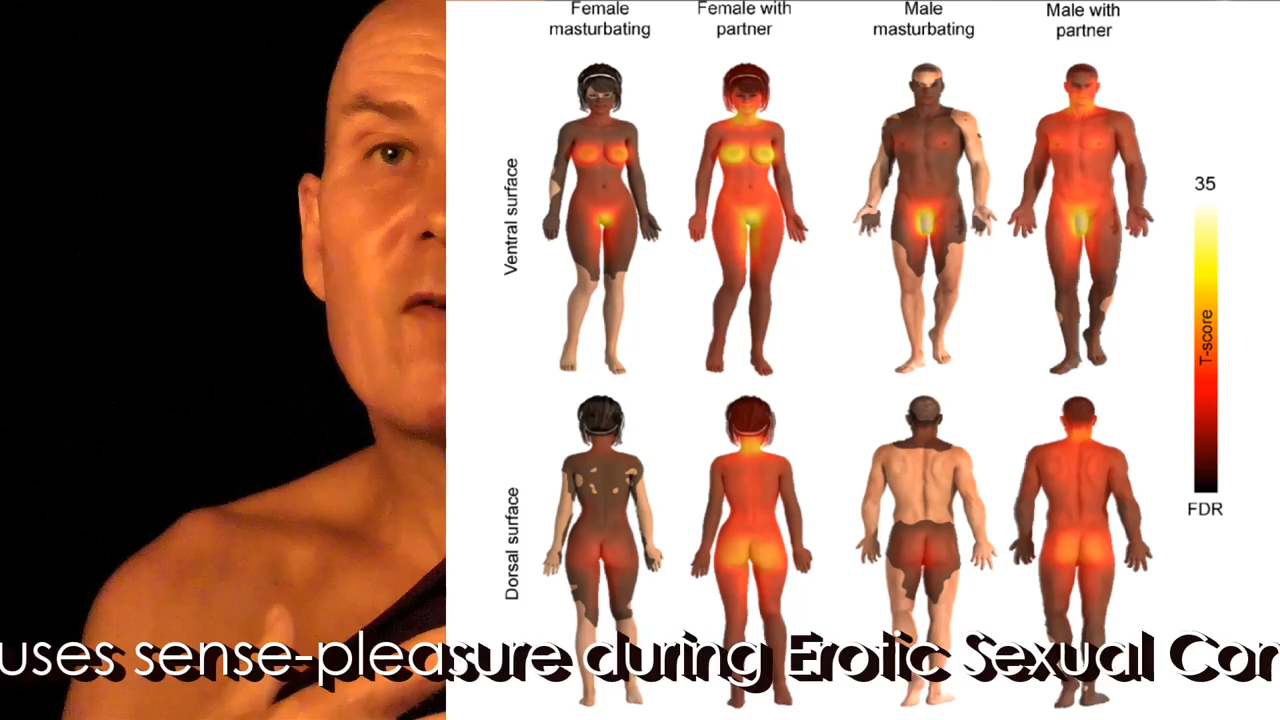 Female
masturbating
Female with
partner
Male
masturbating
Male with
partner
Ventral surface
35
T-score
FDR
Dorsal surface
uses sense-pleasure during Erotic Sexual Con